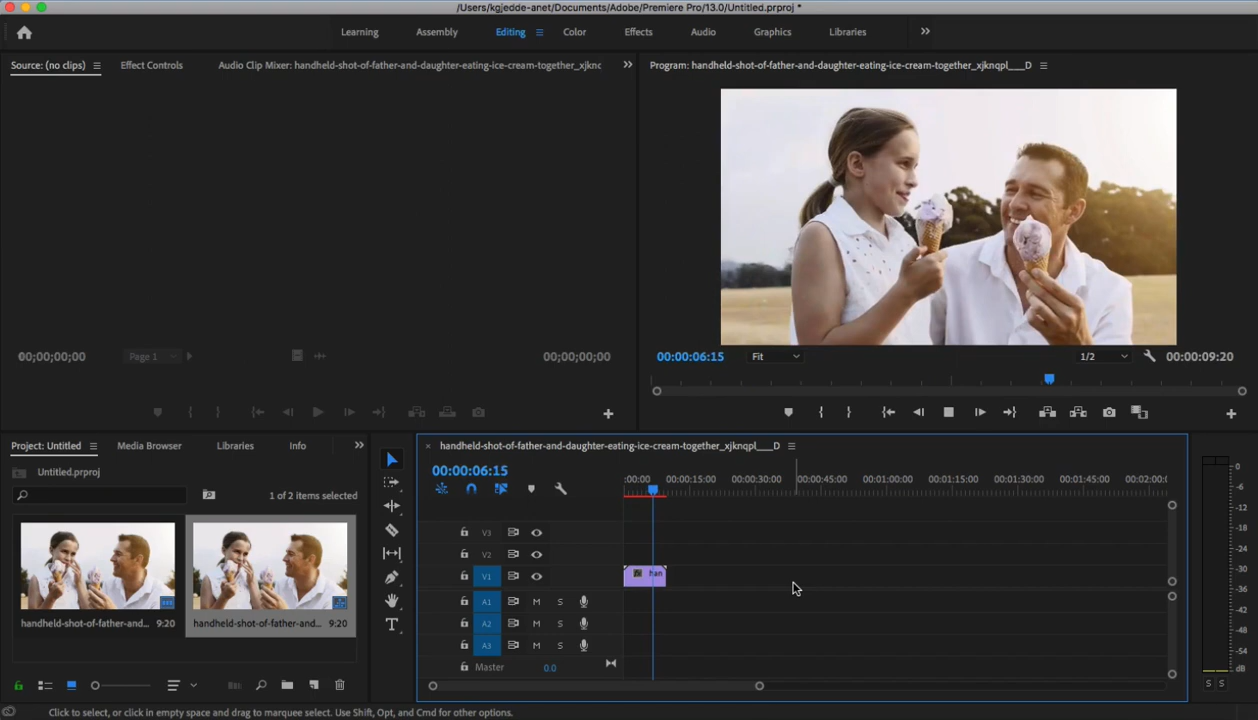 /Users/kgjedde-anet/Documents/Adobe/Premiere Pro/13.0/Untitled.prproj *
Learning Assembly Editing Color Effects Audio Graphics Libraries
Source: (no clips) Effect Controls Audio Clip Mixer: handheld-shot-of-father-and-daughter-eating-ice-cream-together_xjknc
Program: handheld-shot-of-father-and-daughter-eating-ice-cream-together_xjknqpl___D
00;00;00;00 Page 1 00;00;00;00
00:00:06:15 Fit 1/2 00:00:09:20
Project: Untitled Media Browser Libraries Info
Untitled.prproj
1 of 2 items selected
handheld-shot-of-father-and... 9:20 handheld-shot-of-father-and... 9:20
handheld-shot-of-father-and-daughter-eating-ice-cream-together_xjknqpl___D
00:00:06:15
:00:00 00:00:15:00 00:00:30:00 00:00:45:00 00:01:00:00 00:01:15:00 00:01:30:00 00:01:45:00 00:02:00:0
V3
V2
V1 han
A1 M S
A2 M S
A3 M S
Master 0.0
0
-6
-12
-18
-24
-30
-36
-42
-48
-54
dB
S S
Click to select, or click in empty space and drag to marquee select. Use Shift, Opt, and Cmd for other options.